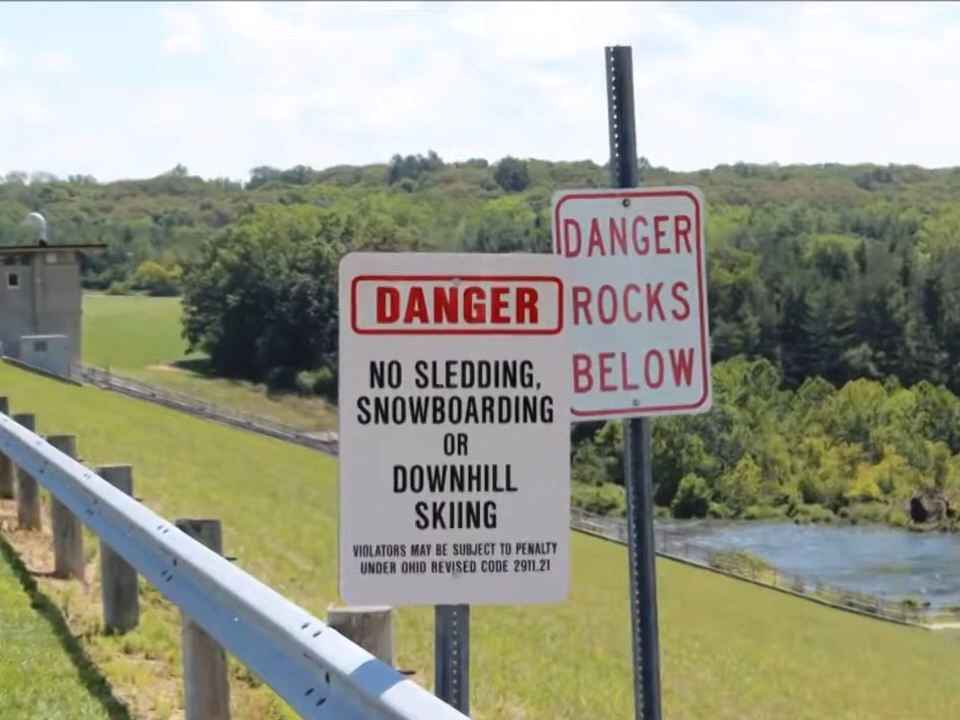 DANGER
NO SLEDDING,
SNOWBOARDING
OR
DOWNHILL
SKIING
VIOLATORS MAY BE SUBJECT TO PENALTY
UNDER OHIO REVISED CODE 2911.21
DANGER
ROCKS
BELOW